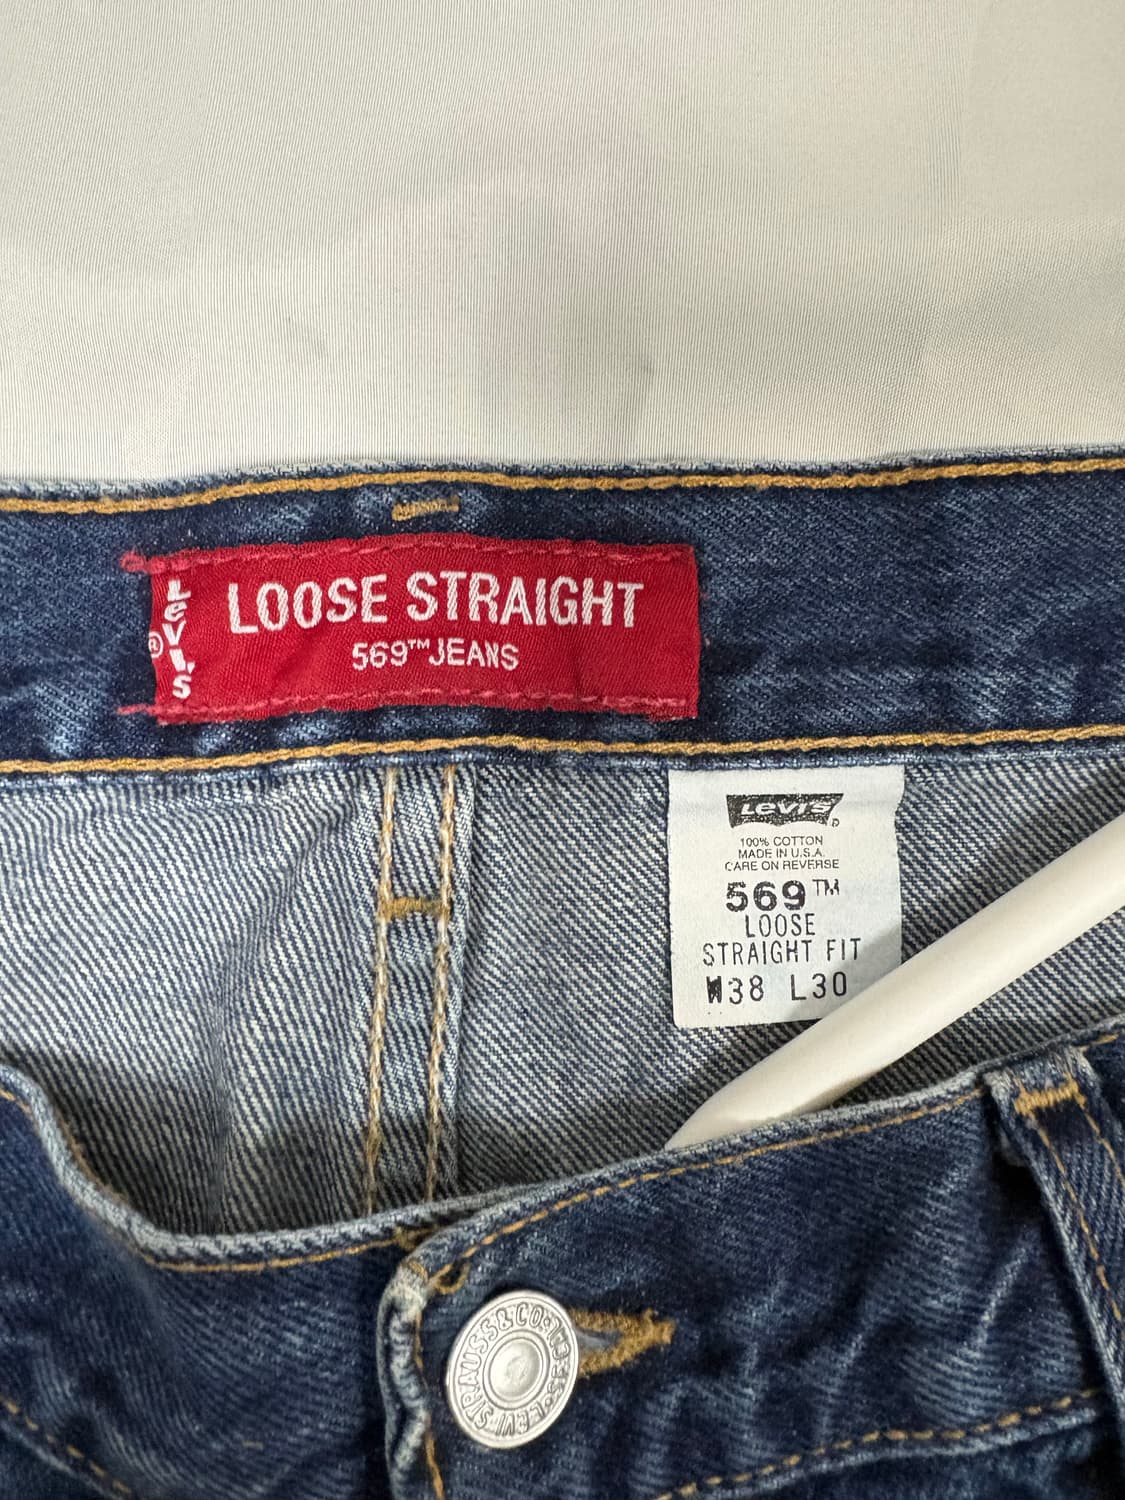 LEVI'S ®
LOOSE STRAIGHT
569™ JEANS
LEVI'S ®
100% COTTON
MADE IN U.S.A.
CARE ON REVERSE
569™
LOOSE
STRAIGHT FIT
W38 L30
LEVI STRAUSS & CO.